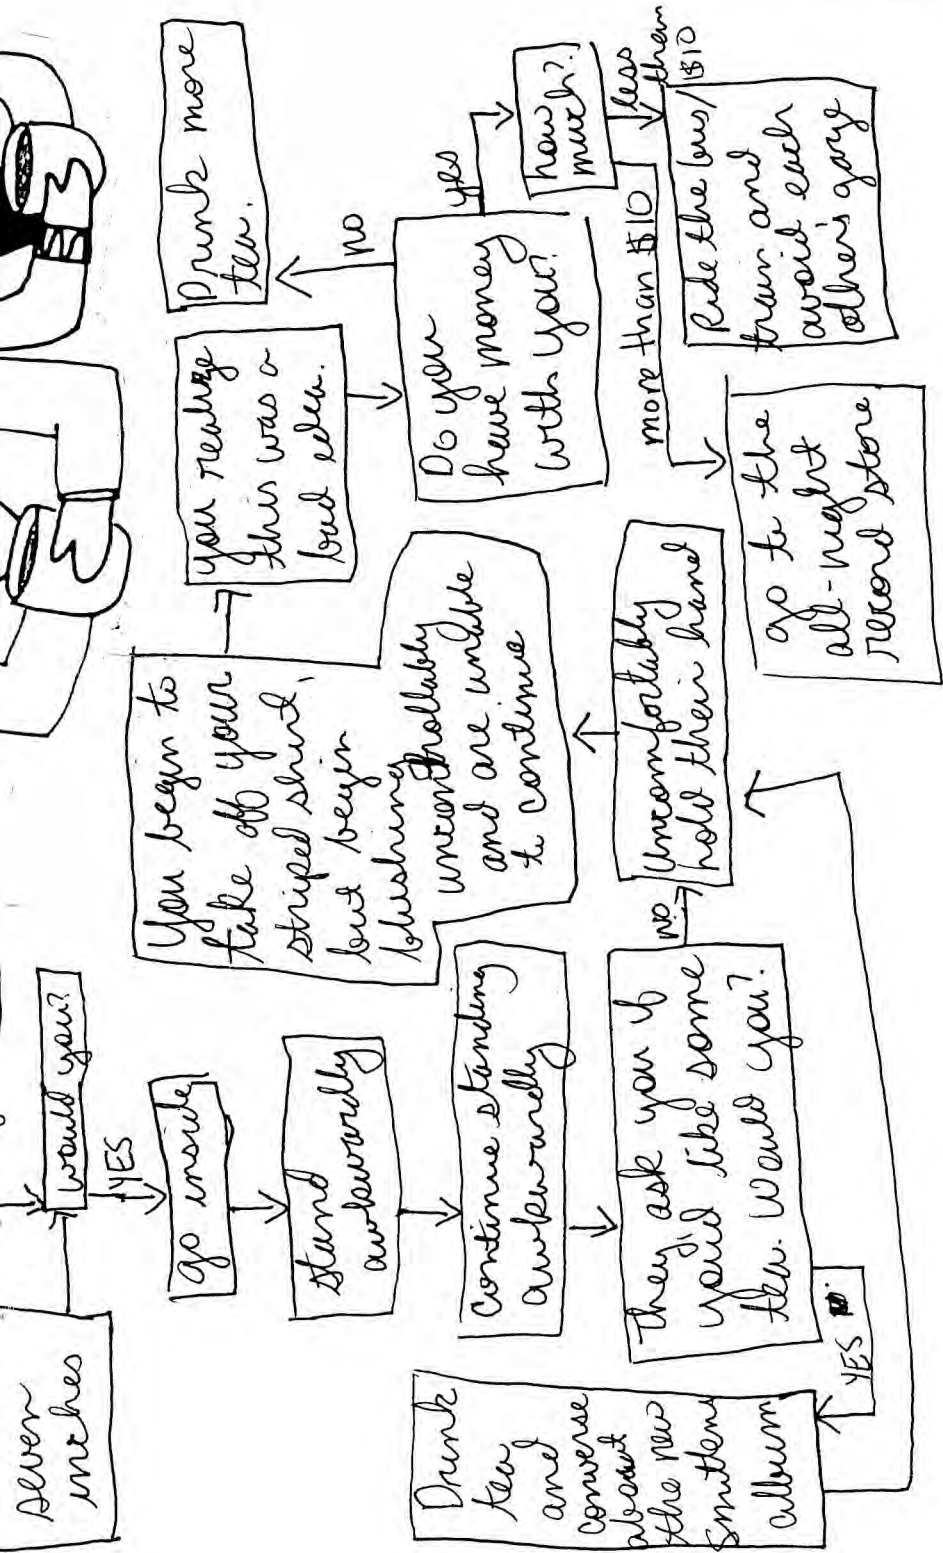 seven
inches
would you?
YES
go inside
stand
awkwardly
continue standing
awkwardly
They ask you if
you'd like some
tea. Would you?
YES
no
Drink
tea
and
converse
about
the new
Smittens
album
Uncomfortably
hold their hand
You begin to
take off your
striped shirt,
but begin
blushing
uncontrollably
and are unable
to continue
you realize
this was a
bad idea.
Do you
have money
with you?
no
Drink more
tea.
yes
how
much?
less
than
$10
more than $10
Ride the bus/
train and
avoid each
other's gaze
go to the
all-night
record store